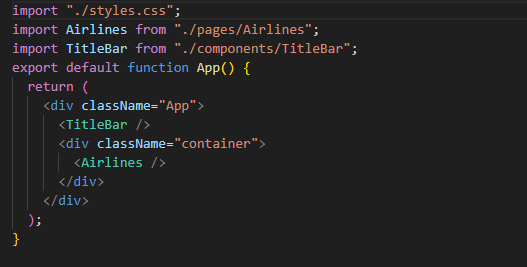 import "./styles.css";
import Airlines from "./pages/Airlines";
import TitleBar from "./components/TitleBar";
export default function App() {
  return (
    <div className="App">
      <TitleBar />
      <div className="container">
        <Airlines />
      </div>
    </div>
  );
}